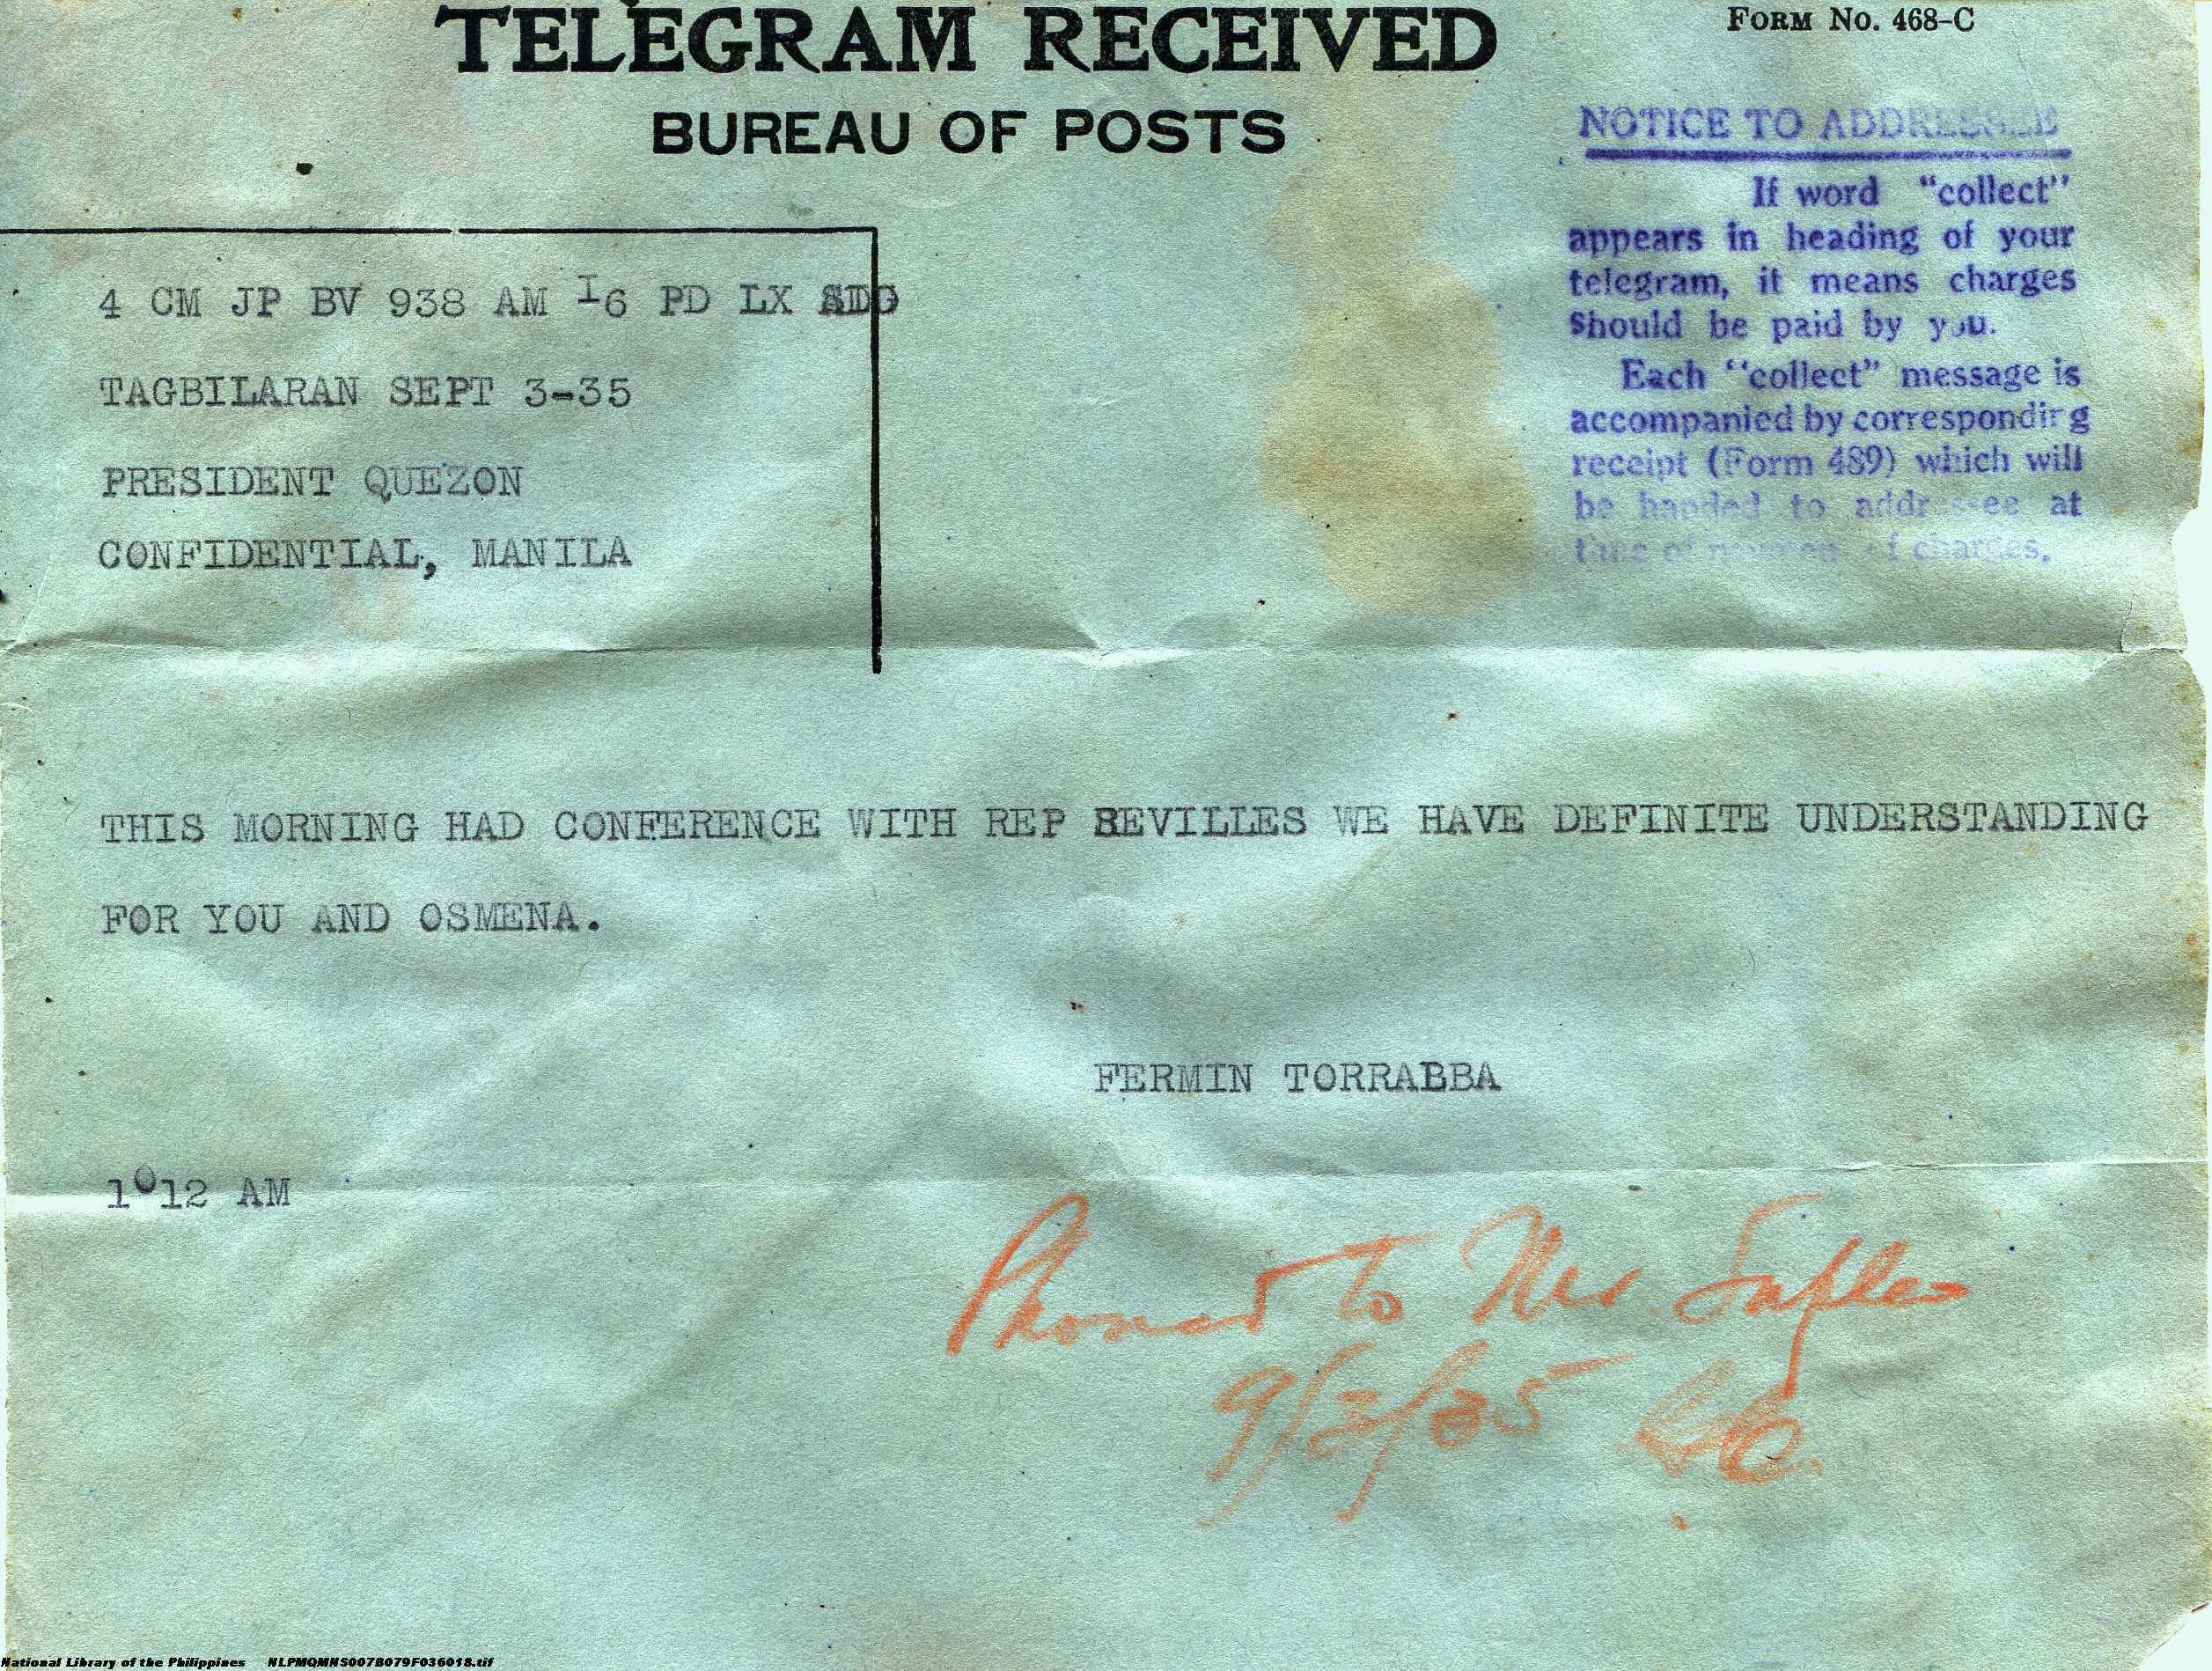 TELEGRAM RECEIVED
FORM No. 468-C
BUREAU OF POSTS
NOTICE TO ADDRESSEE
If word "collect"
appears in heading of your
telegram, it means charges
Should be paid by you.
Each "collect" message is
accompanied by corresponding
receipt (Form 489) which will
be handed to addressee at
time of charges.
4 CM JP BV 938 AM 16 PD LX
TAGBILARAN SEPT 3-35
PRESIDENT QUEZON
CONFIDENTIAL, MANILA
THIS MORNING HAD CONFERENCE WITH REP REVILLES WE HAVE DEFINITE UNDERSTANDING
FOR YOU AND OSMENA.
FERMIN TORRABBA
1012 AM
Phoned to
9/3/35
National Library of the Philippines NLPMQMNS007B079F036018.tif